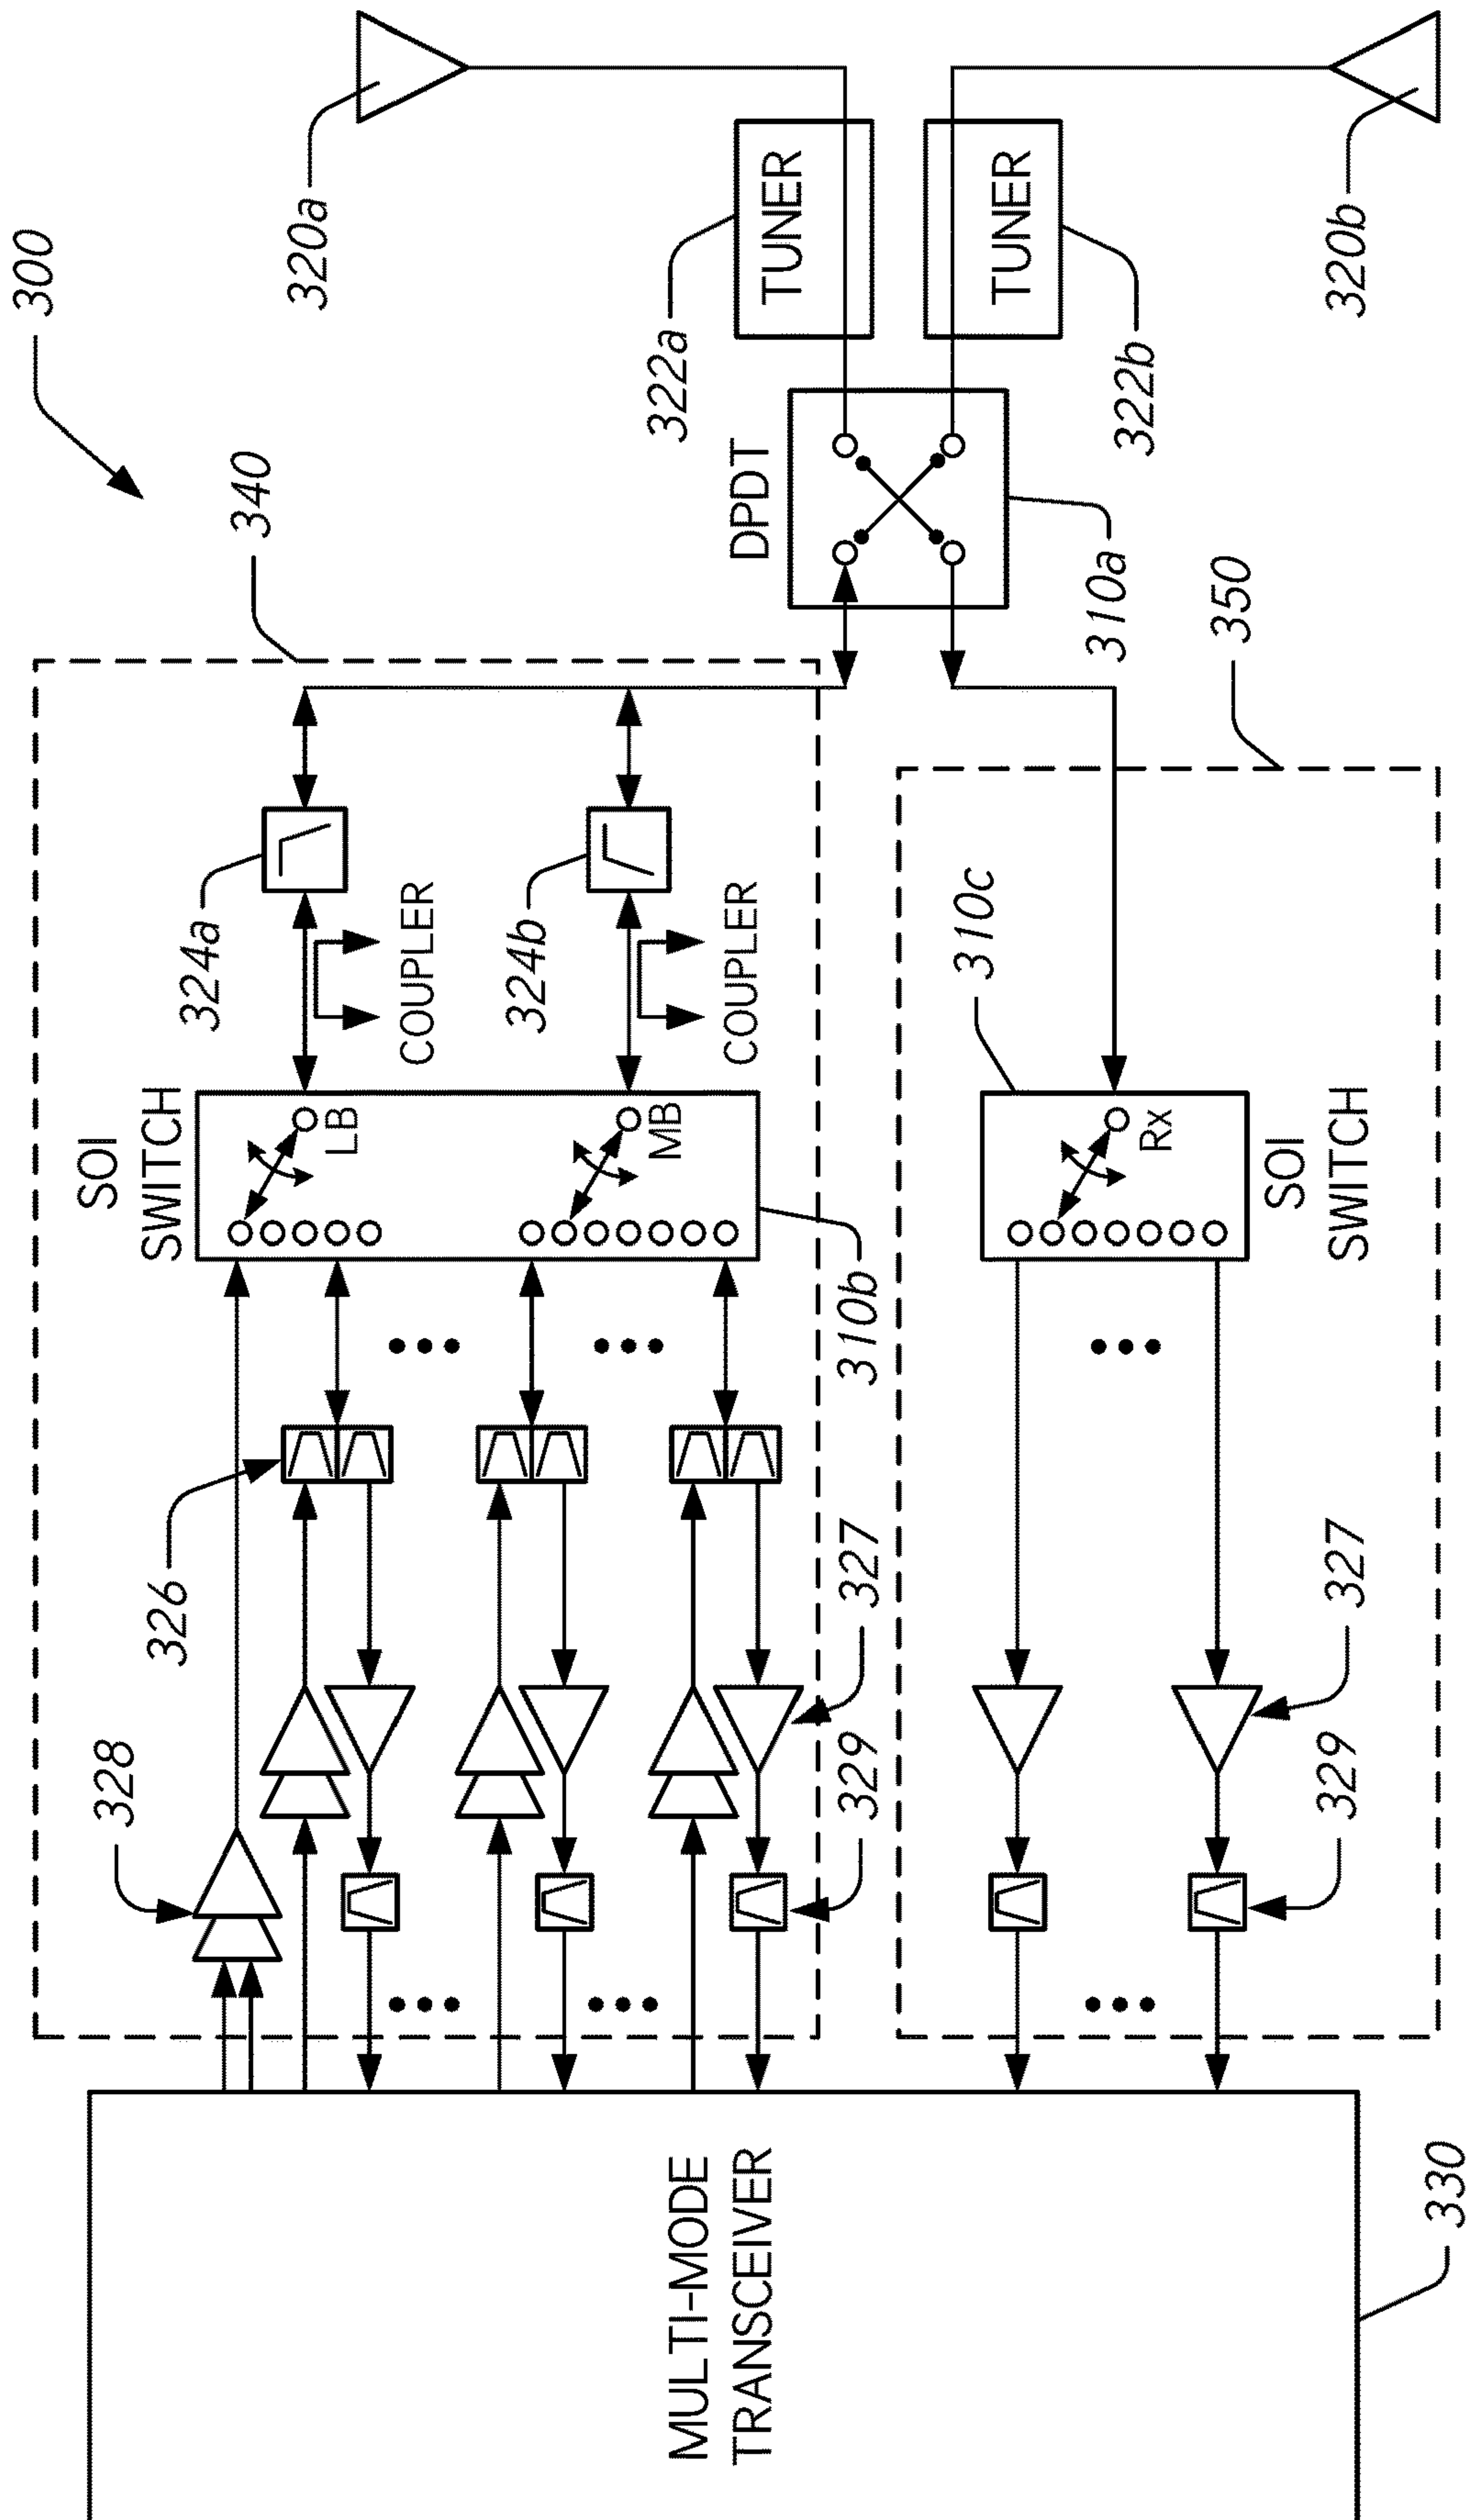 300
320a
322a
TUNER
TUNER
322b
320b
340
DPDT
310a
350
324a
COUPLER
324b
COUPLER
310c
SOI
SWITCH
LB
MB
310b
Rx
SOI
SWITCH
326
327
327
328
329
329
MULTI-MODE
TRANSCEIVER
330